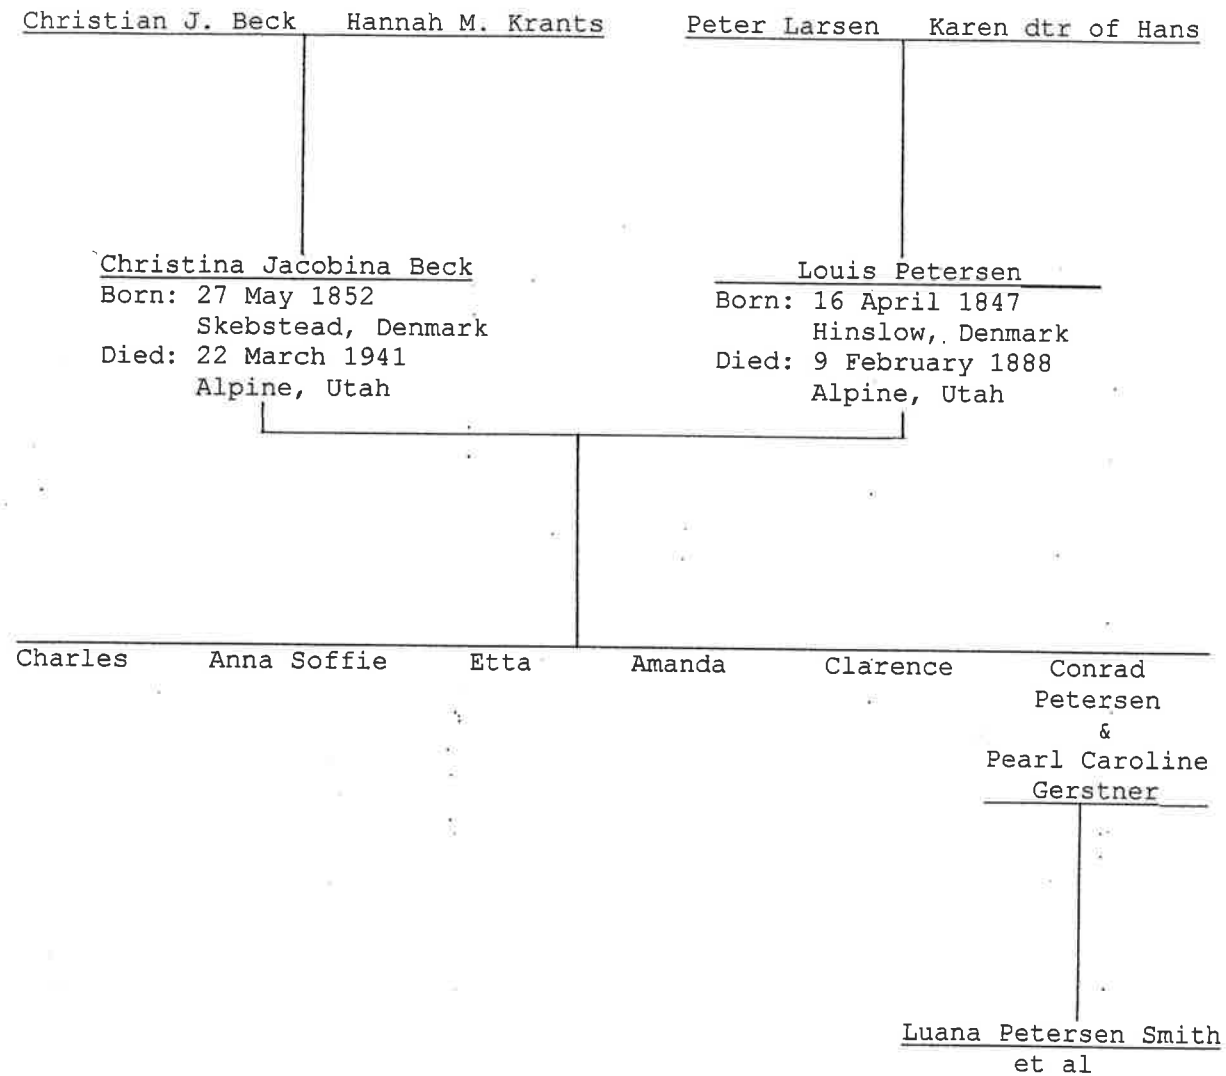 Christian J. Beck   Hannah M. Krants
Peter Larsen   Karen dtr of Hans
Christina Jacobina Beck
Born: 27 May 1852
Skebstead, Denmark
Died: 22 March 1941
Alpine, Utah
Louis Petersen
Born: 16 April 1847
Hinslow, Denmark
Died: 9 February 1888
Alpine, Utah
Charles
Anna Soffie
Etta
Amanda
Clarence
Conrad
Petersen
&
Pearl Caroline
Gerstner
Luana Petersen Smith
et al